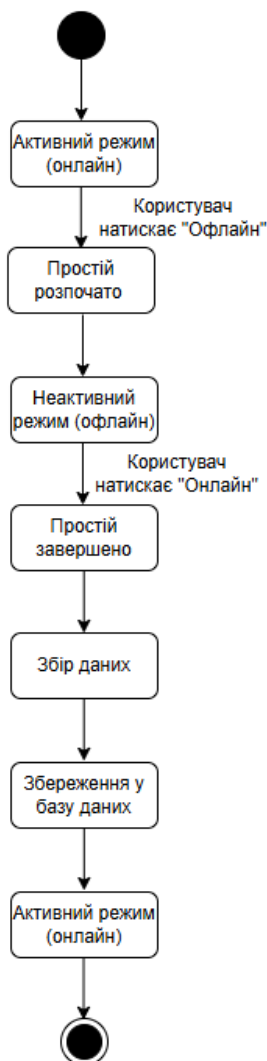 Активний режим
(онлайн)
Користувач
натискає "Офлайн"
Простій
розпочато
Неактивний
режим (офлайн)
Користувач
натискає "Онлайн"
Простій
завершено
Збір даних
Збереження у
базу даних
Активний режим
(онлайн)